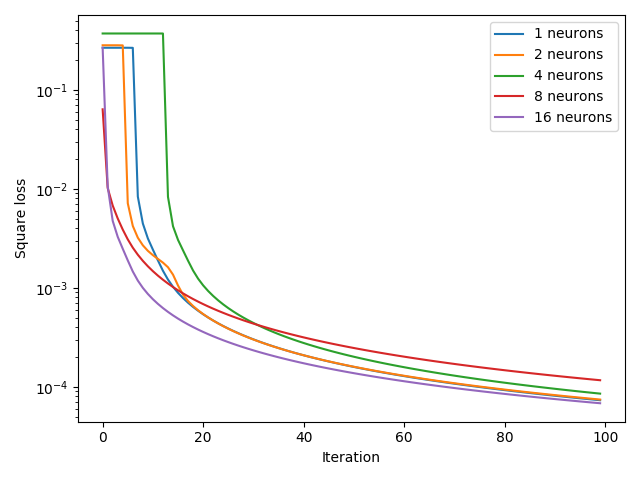 1 neurons
2 neurons
4 neurons
8 neurons
16 neurons
Square loss
10⁻¹
10⁻²
10⁻³
10⁻⁴
0 20 40 60 80 100
Iteration